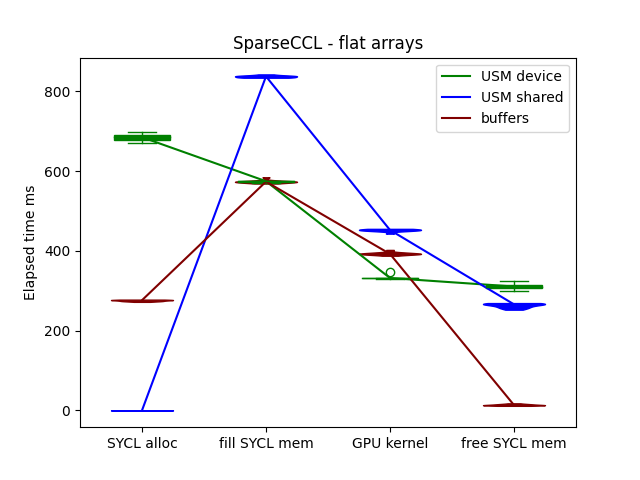 SparseCCL - flat arrays
USM device
USM shared
buffers
Elapsed time ms
800
600
400
200
0
SYCL alloc
fill SYCL mem
GPU kernel
free SYCL mem